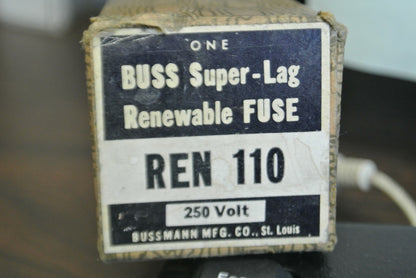 ONE
BUSS Super-Lag
Renewable FUSE
REN 110
250 Volt
BUSSMANN MFG. CO., St. Louis